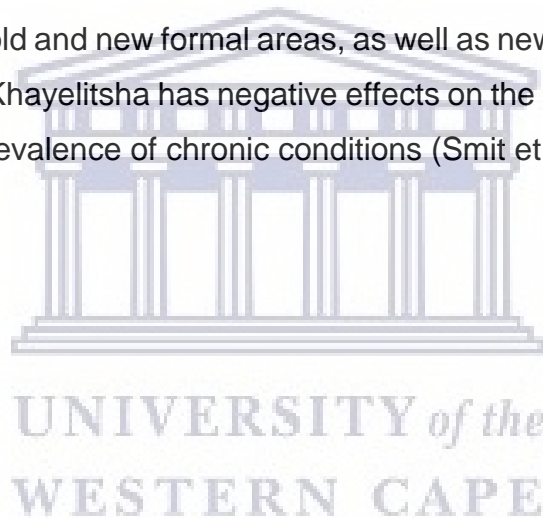 old and new formal areas, as well as new
Khayelitsha has negative effects on the
evalence of chronic conditions (Smit et
UNIVERSITY of the
WESTERN CAPE